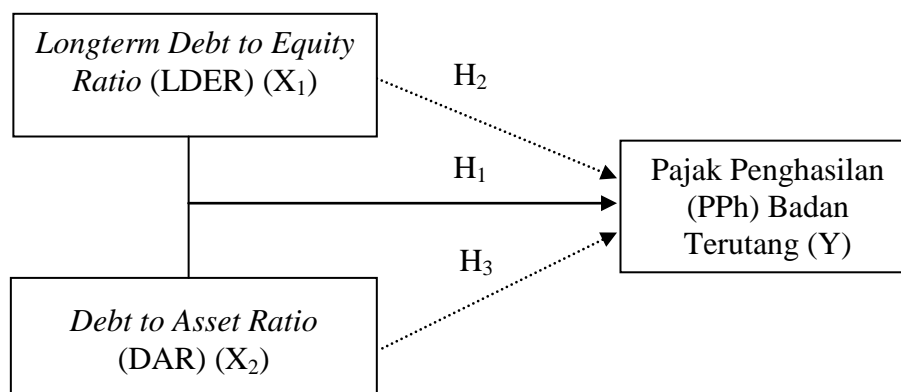 Longterm Debt to Equity
Ratio (LDER) (X₁)
H₂
H₁
Pajak Penghasilan
(PPh) Badan
Terutang (Y)
H₃
Debt to Asset Ratio
(DAR) (X₂)